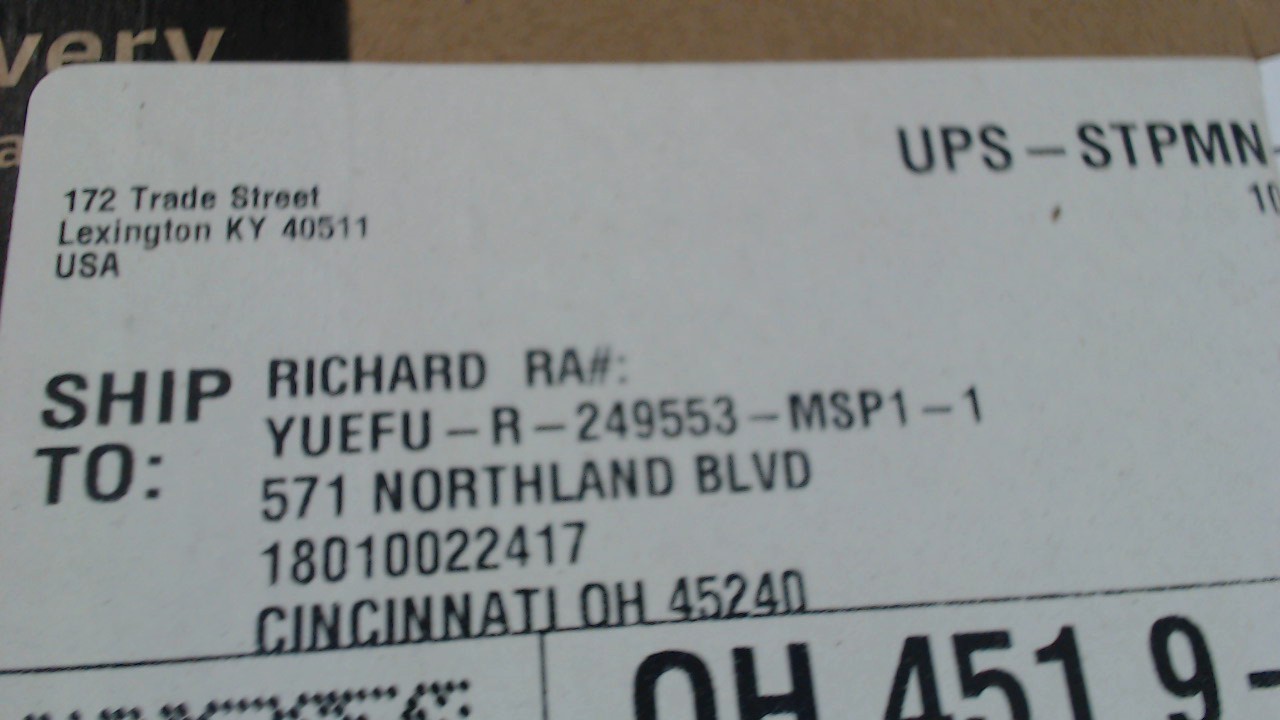 very
a
UPS-STPMN-
10
172 Trade Street
Lexington KY 40511
USA
SHIP TO:
RICHARD RA#:
YUEFU-R-249553-MSP1-1
571 NORTHLAND BLVD
18010022417
CINCINNATI OH 45240
OH 451 9-